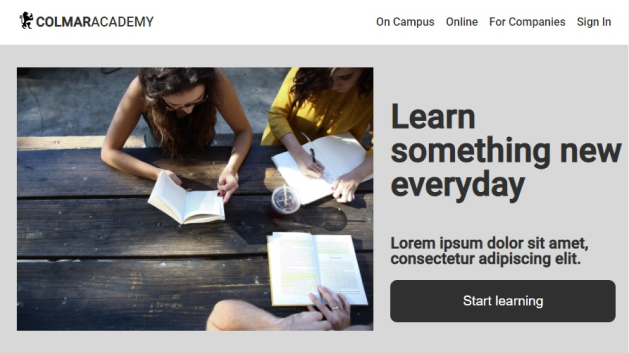 COLMARACADEMY
On Campus Online For Companies Sign In
Learn
something new
everyday
Lorem ipsum dolor sit amet,
consectetur adipiscing elit.
Start learning